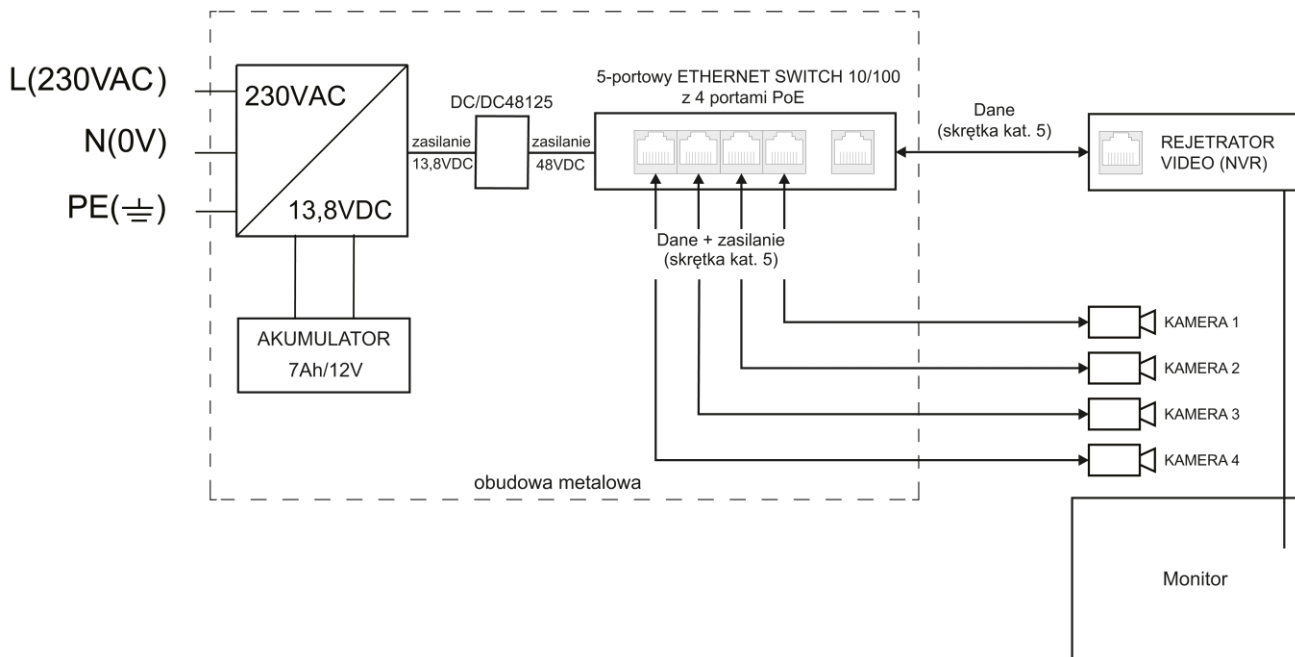 L(230VAC)
N(0V)
PE(⏚)
230VAC
13,8VDC
AKUMULATOR
7Ah/12V
zasilanie
13,8VDC
DC/DC48125
zasilanie
48VDC
5-portowy ETHERNET SWITCH 10/100
z 4 portami PoE
Dane
(skrętka kat. 5)
REJETRATOR
VIDEO (NVR)
Dane + zasilanie
(skrętka kat. 5)
KAMERA 1
KAMERA 2
KAMERA 3
KAMERA 4
obudowa metalowa
Monitor